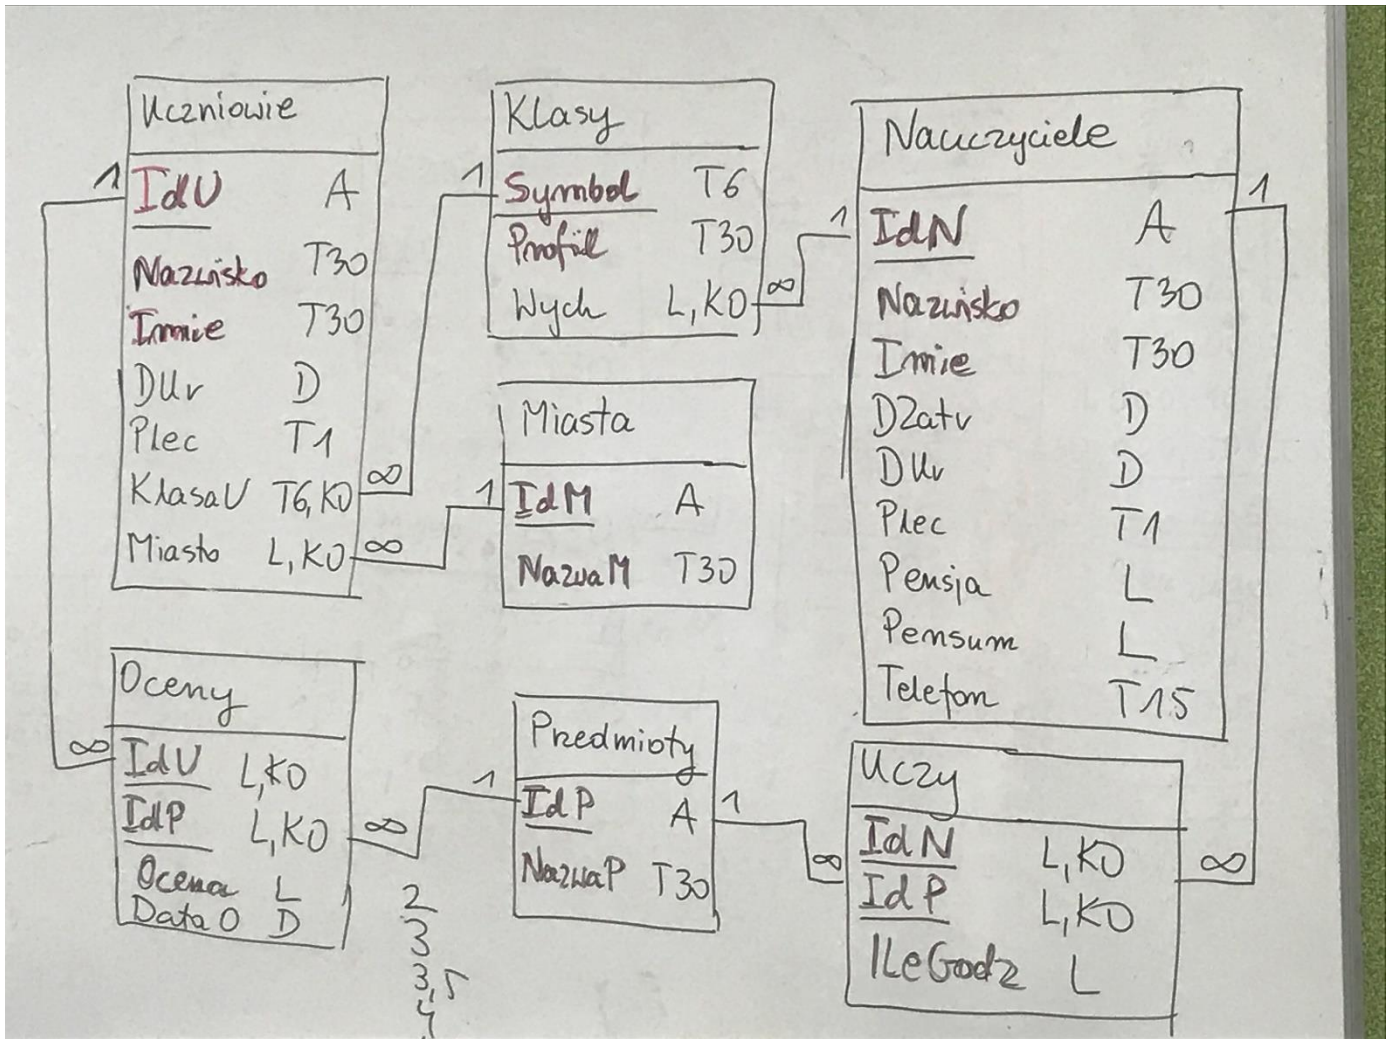 Uczniowie
1 IdU A
Nazwisko T30
Imie T30
DUr D
Plec T1
KlasaU T6,KO ∞
Miasto L,KO ∞
Klasy
1 Symbol T6
Profil T30
Wych L,KO ∞
Miasta
1 IdM A
NazwaM T30
Nauczyciele
1 IdN A 1
Nazwisko T30
Imie T30
DZatr D
DUr D
Plec T1
Pensja L
Pensum L
Telefon T15
Oceny
∞ IdU L,KO
IdP L,KO ∞
Ocena L
DataO D
2
3
3,5
4
Przedmioty
1 IdP A 1
NazwaP T30
Uczy
∞ IdN L,KO ∞
IdP L,KO
IleGodz L